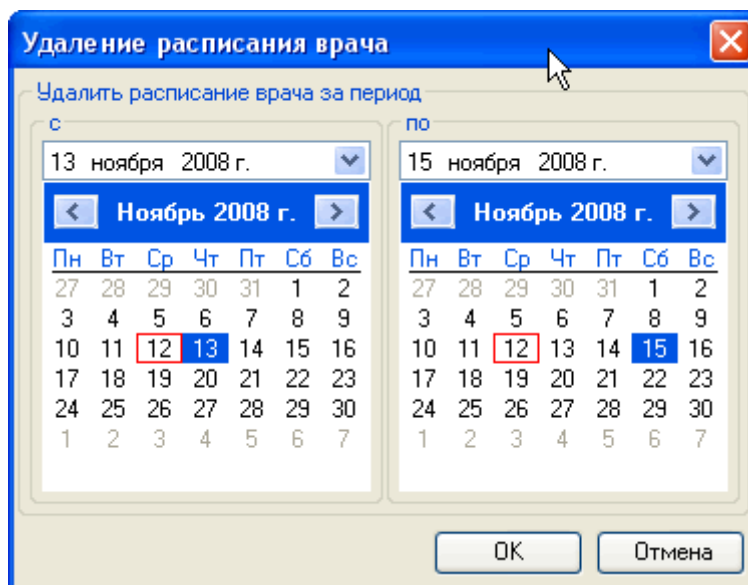 Удаление расписания врача
Удалить расписание врача за период
с
13 ноября 2008 г.
Ноябрь 2008 г.
Пн Вт Ср Чт Пт Сб Вс
27 28 29 30 31 1 2
3 4 5 6 7 8 9
10 11 12 13 14 15 16
17 18 19 20 21 22 23
24 25 26 27 28 29 30
1 2 3 4 5 6 7
по
15 ноября 2008 г.
Ноябрь 2008 г.
Пн Вт Ср Чт Пт Сб Вс
27 28 29 30 31 1 2
3 4 5 6 7 8 9
10 11 12 13 14 15 16
17 18 19 20 21 22 23
24 25 26 27 28 29 30
1 2 3 4 5 6 7
OK
Отмена